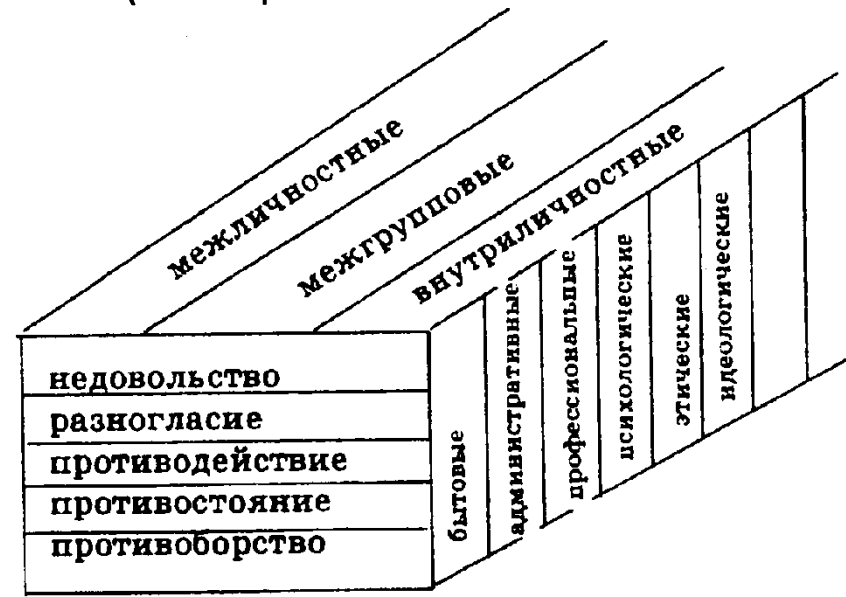 межличностные
межгрупповые
внутриличностные
недовольство
разногласие
противодействие
противостояние
противоборство
бытовые
административные
профессиональные
психологические
этические
идеологические